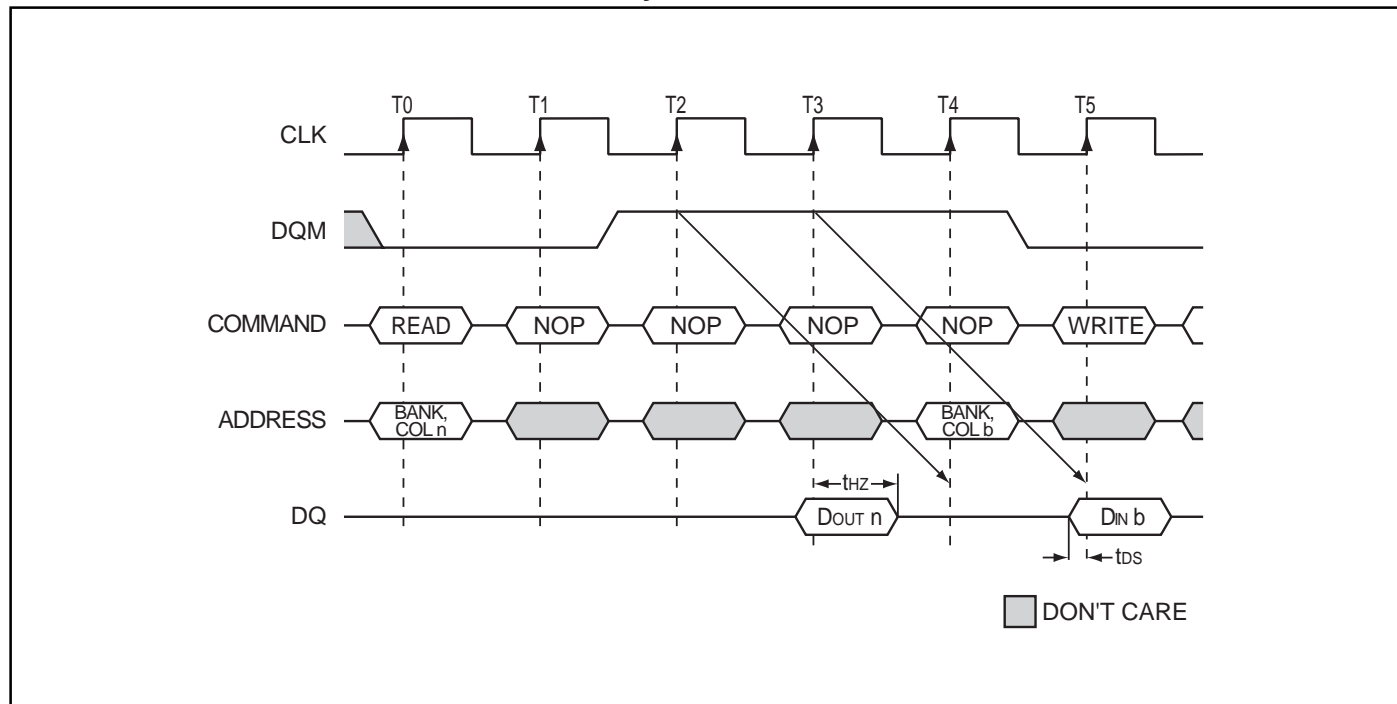 T0 T1 T2 T3 T4 T5
CLK
DQM
COMMAND READ NOP NOP NOP NOP WRITE
ADDRESS BANK, COL n BANK, COL b
tHZ
DQ DOUT n DIN b
tDS
DON'T CARE